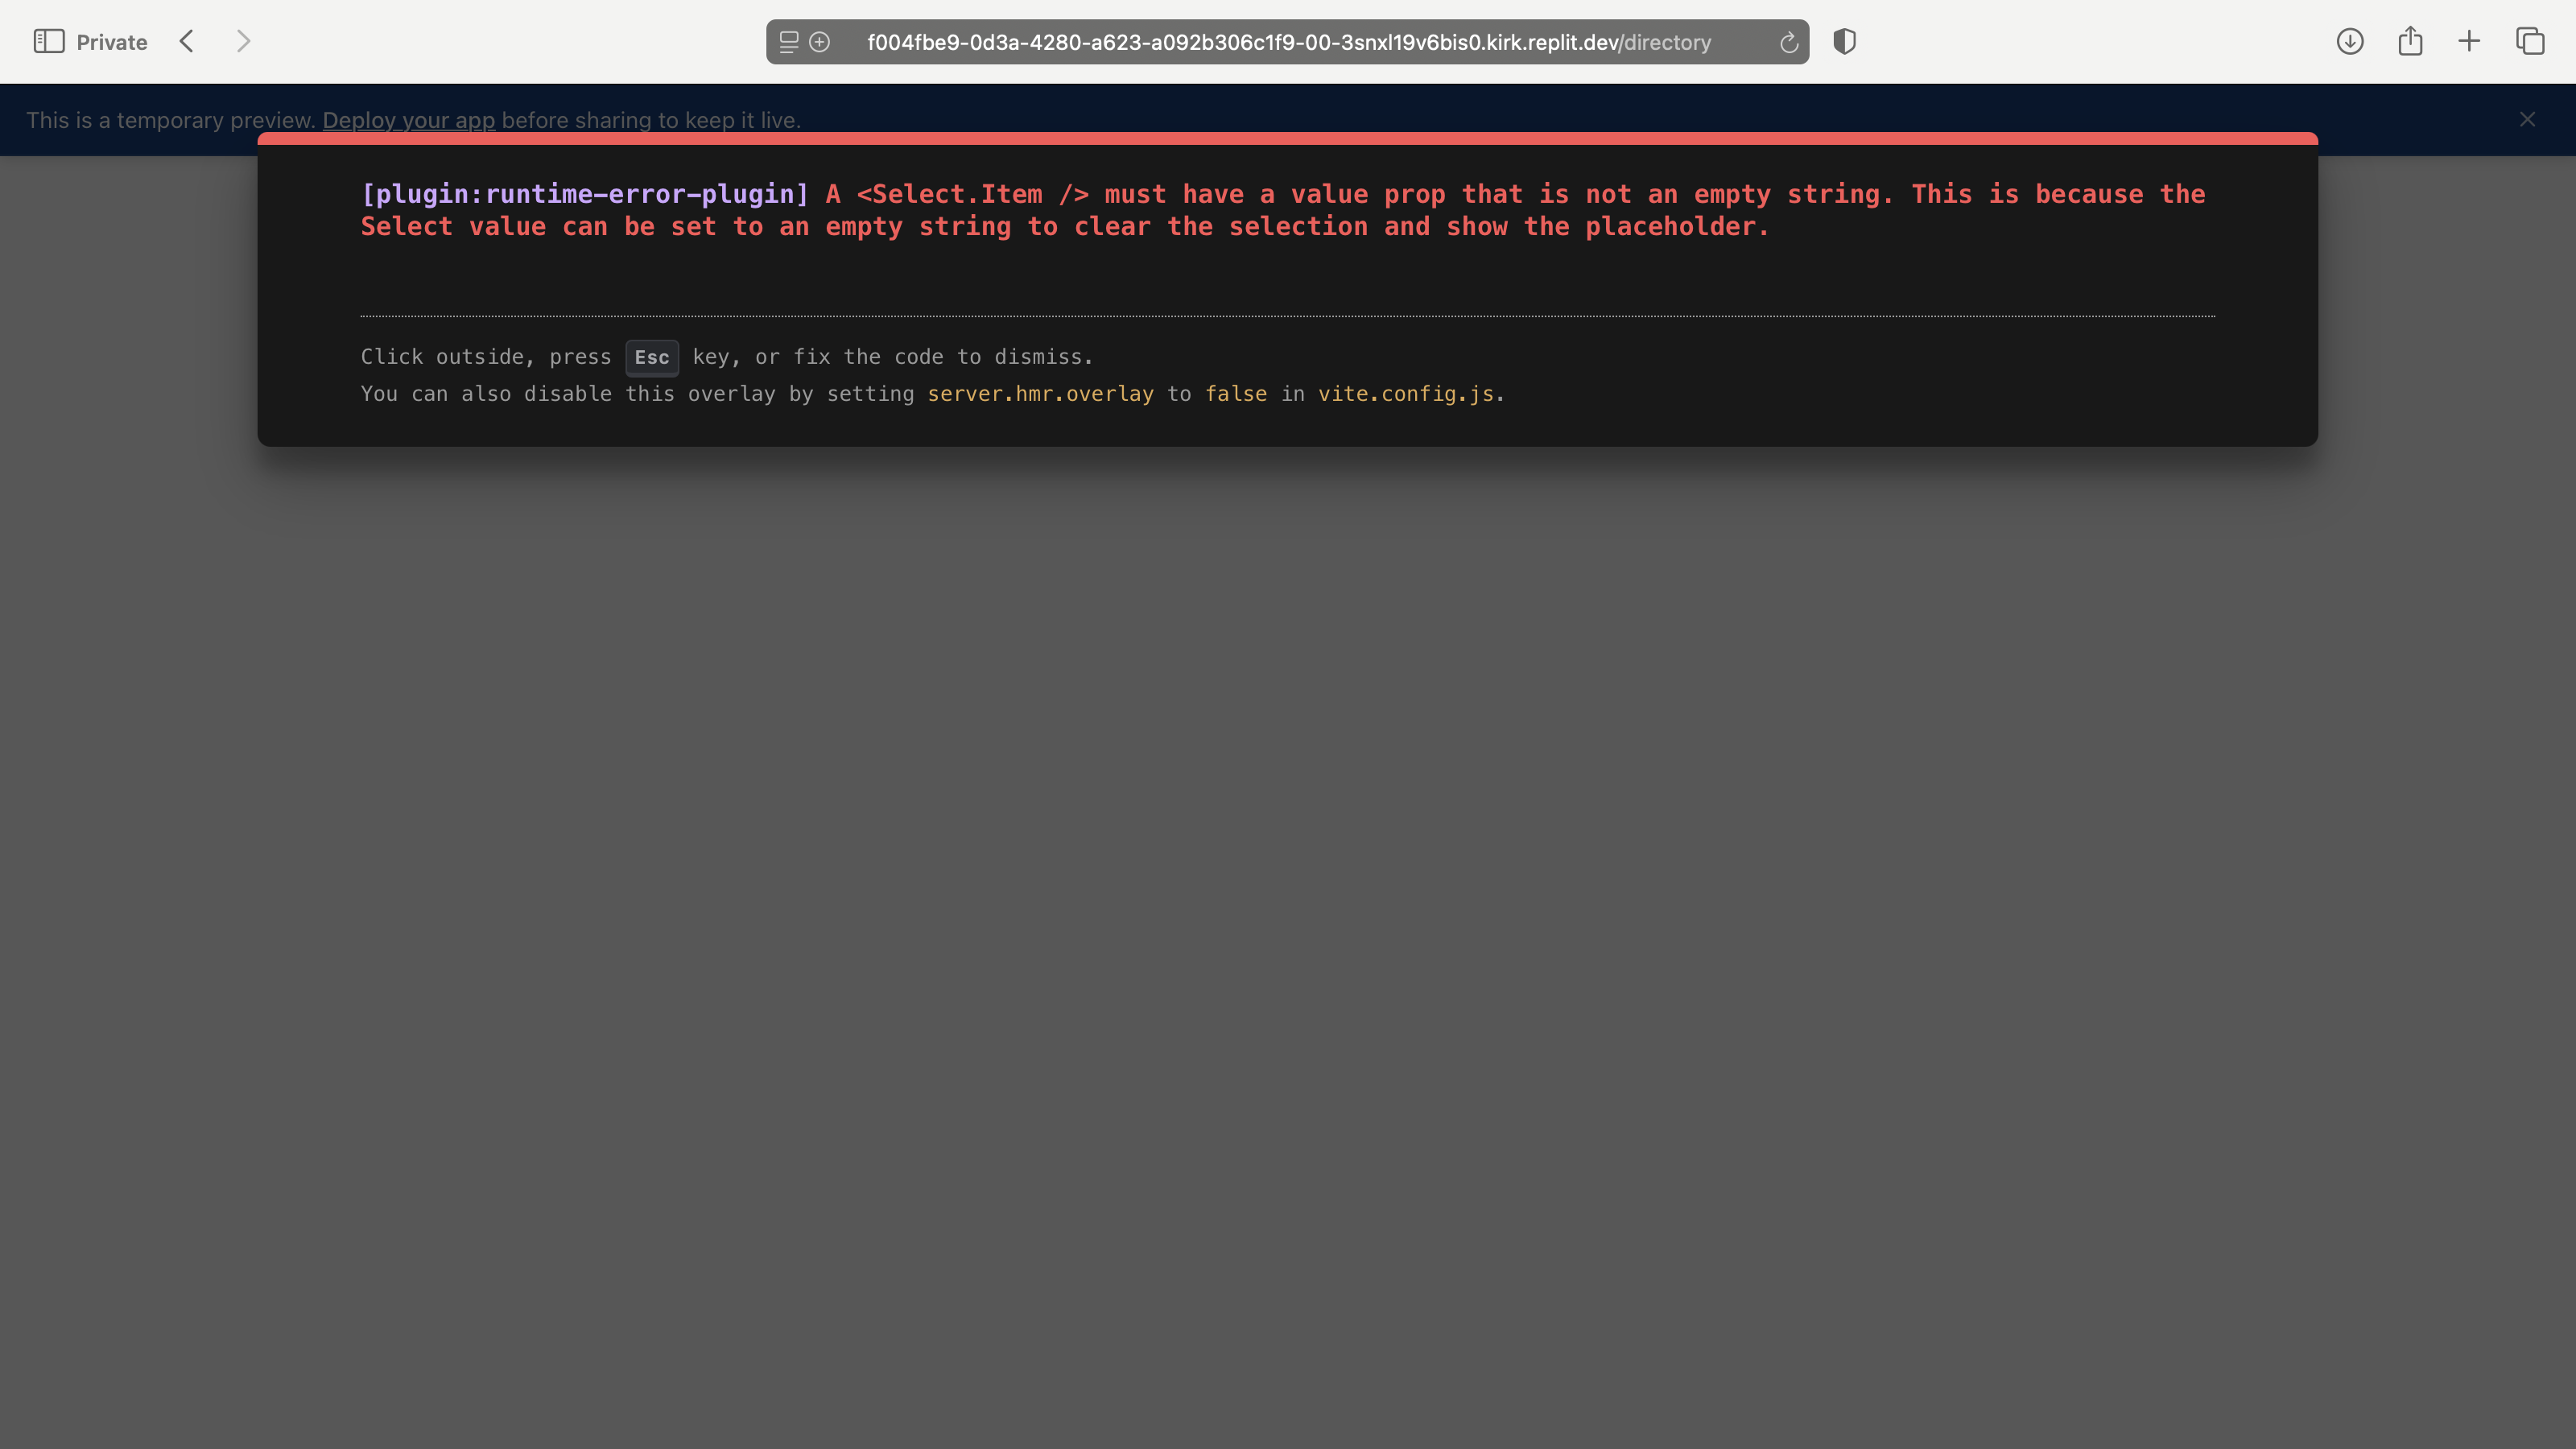 Private
f004fbe9-0d3a-4280-a623-a092b306c1f9-00-3snxl19v6bis0.kirk.replit.dev/directory
This is a temporary preview. Deploy your app before sharing to keep it live.
[plugin:runtime-error-plugin] A <Select.Item /> must have a value prop that is not an empty string. This is because the
Select value can be set to an empty string to clear the selection and show the placeholder.
Click outside, press Esc key, or fix the code to dismiss.
You can also disable this overlay by setting server.hmr.overlay to false in vite.config.js.